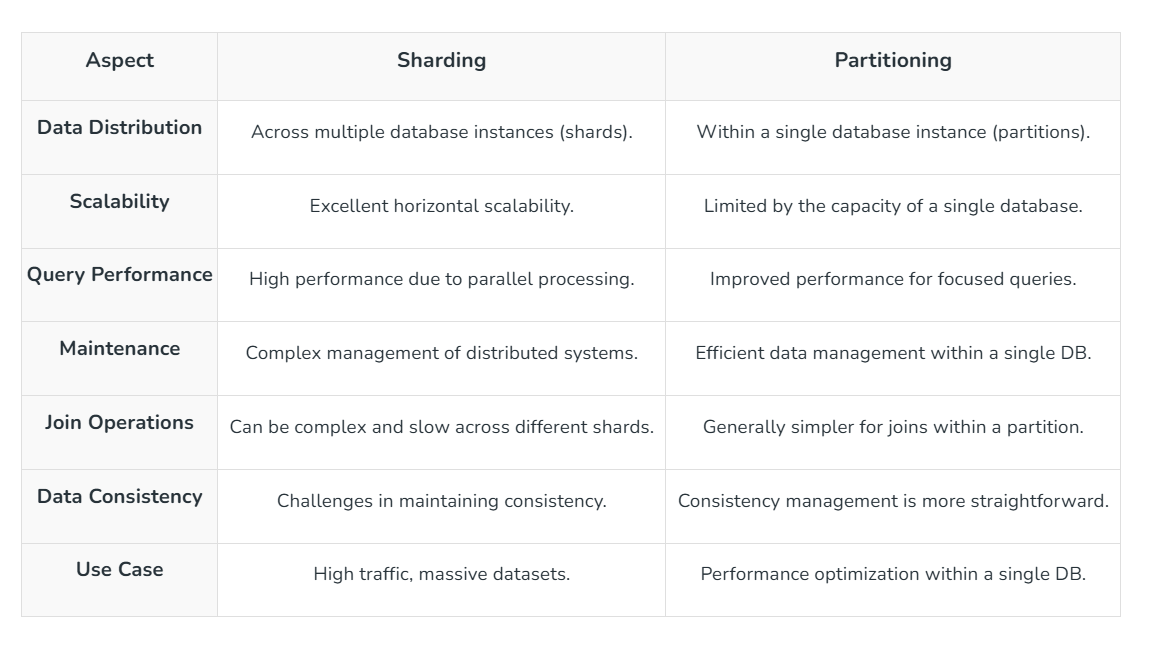 Aspect Sharding Partitioning
Data Distribution Across multiple database instances (shards). Within a single database instance (partitions).
Scalability Excellent horizontal scalability. Limited by the capacity of a single database.
Query Performance High performance due to parallel processing. Improved performance for focused queries.
Maintenance Complex management of distributed systems. Efficient data management within a single DB.
Join Operations Can be complex and slow across different shards. Generally simpler for joins within a partition.
Data Consistency Challenges in maintaining consistency. Consistency management is more straightforward.
Use Case High traffic, massive datasets. Performance optimization within a single DB.